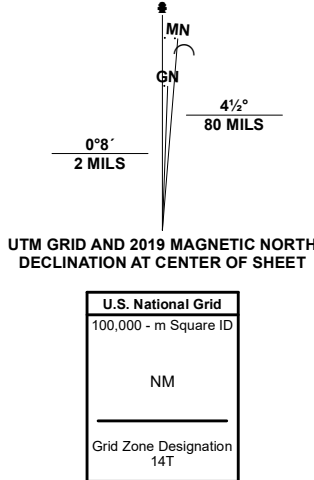 MN
GN
4½°
80 MILS
0°8´
2 MILS
UTM GRID AND 2019 MAGNETIC NORTH
DECLINATION AT CENTER OF SHEET
U.S. National Grid
100,000 - m Square ID
NM
Grid Zone Designation
14T